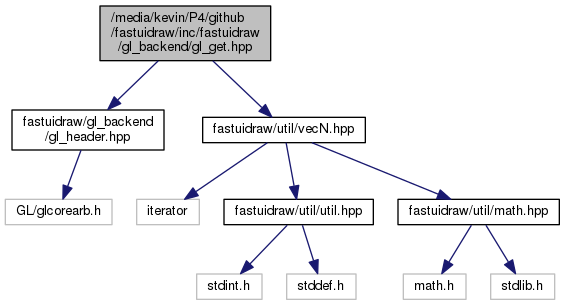 /media/kevin/P4/github
/fastuidraw/inc/fastuidraw
/gl_backend/gl_get.hpp
fastuidraw/gl_backend
/gl_header.hpp
fastuidraw/util/vecN.hpp
GL/glcorearb.h
iterator
fastuidraw/util/util.hpp
fastuidraw/util/math.hpp
stdint.h
stddef.h
math.h
stdlib.h